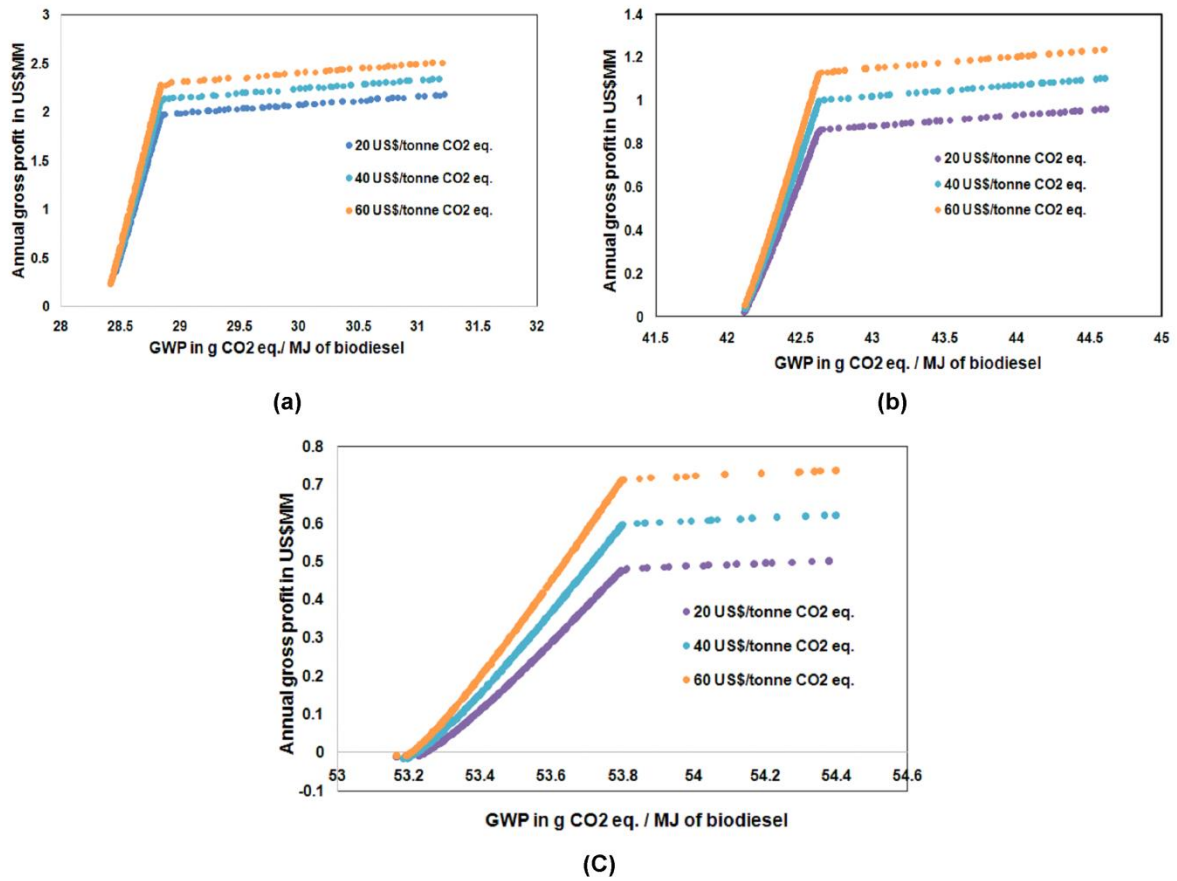 3
2.5
2
1.5
1
0.5
0
Annual gross profit in US$MM
20 US$/tonne CO2 eq.
40 US$/tonne CO2 eq.
60 US$/tonne CO2 eq.
28 28.5 29 29.5 30 30.5 31 31.5 32
GWP in g CO2 eq./ MJ of biodiesel
(a)
1.4
1.2
1
0.8
0.6
0.4
0.2
0
Annual gross profit in US$MM
20 US$/tonne CO2 eq.
40 US$/tonne CO2 eq.
60 US$/tonne CO2 eq.
41.5 42 42.5 43 43.5 44 44.5 45
GWP in g CO2 eq. / MJ of biodiesel
(b)
0.8
0.7
0.6
0.5
0.4
0.3
0.2
0.1
0
-0.1
Annual gross profit in US$MM
20 US$/tonne CO2 eq.
40 US$/tonne CO2 eq.
60 US$/tonne CO2 eq.
53 53.2 53.4 53.6 53.8 54 54.2 54.4 54.6
GWP in g CO2 eq. / MJ of biodiesel
(C)